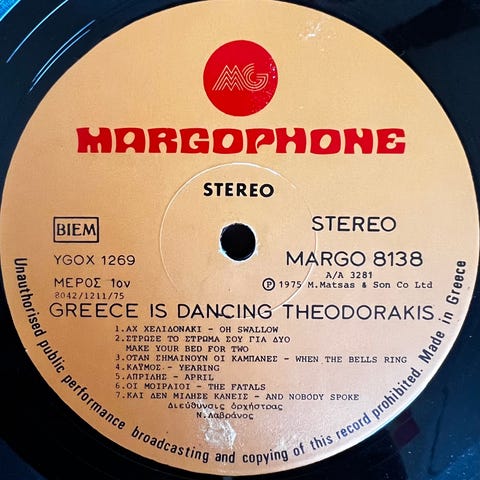 MG
MARGOPHONE
STEREO
BIEM
STEREO
YGOX 1269
MARGO 8138
A/A 3281
ΜΕΡΟΣ 1ον
Ⓟ 1975 M.Matsas & Son Co Ltd
8042/1211/75
GREECE IS DANCING THEODORAKIS
1.ΑΧ ΧΕΛΙΔΟΝΑΚΙ - OH SWALLOW
2.ΣΤΡΩΣΕ ΤΟ ΣΤΡΩΜΑ ΣΟΥ ΓΙΑ ΔΥΟ
MAKE YOUR BED FOR TWO
3.ΟΤΑΝ ΣΗΜΑΙΝΟΥΝ ΟΙ ΚΑΜΠΑΝΕΣ - WHEN THE BELLS RING
4.ΚΑΥΜΟΣ - YEARING
5.ΑΠΡΙΛΗΣ - APRIL
6.ΟΙ ΜΟΙΡΑΙΟΙ - THE FATALS
7.ΚΑΙ ΔΕΝ ΜΙΛΗΣΕ ΚΑΝΕΙΣ - AND NOBODY SPOKE
Διεύθυνσις ὀρχήστρας
Ν.Λαβράνος
Unauthorised public performance broadcasting and copying of this record prohibited. Made in Greece